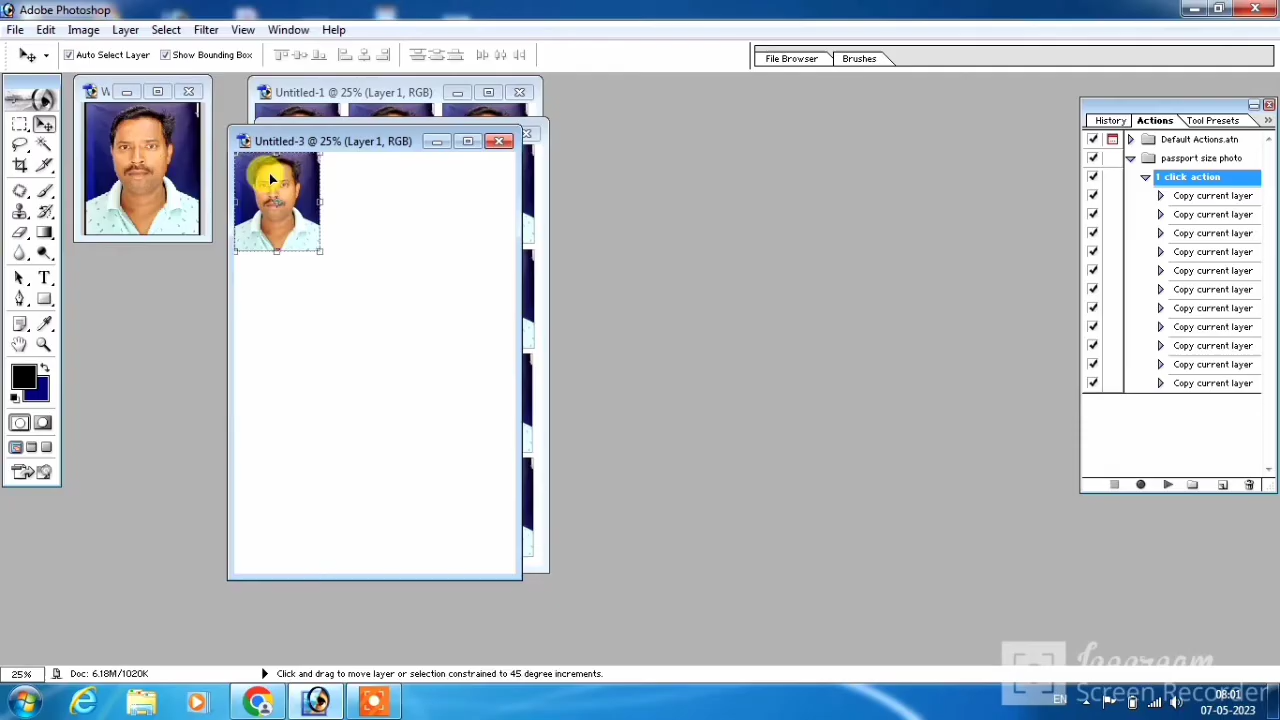 Adobe Photoshop
File Edit Image Layer Select Filter View Window Help
Auto Select Layer Show Bounding Box File Browser Brushes
Untitled-1 @ 25% (Layer 1, RGB)
Untitled-3 @ 25% (Layer 1, RGB)
History Actions Tool Presets
Default Actions.atn
passport size photo
1 click action
Copy current layer
Copy current layer
Copy current layer
Copy current layer
Copy current layer
Copy current layer
Copy current layer
Copy current layer
Copy current layer
Copy current layer
Copy current layer
25% Doc: 6.18M/1020K Click and drag to move layer or selection constrained to 45 degree increments.
Icecream
Screen Recorder
EN 08:01
07-05-2023